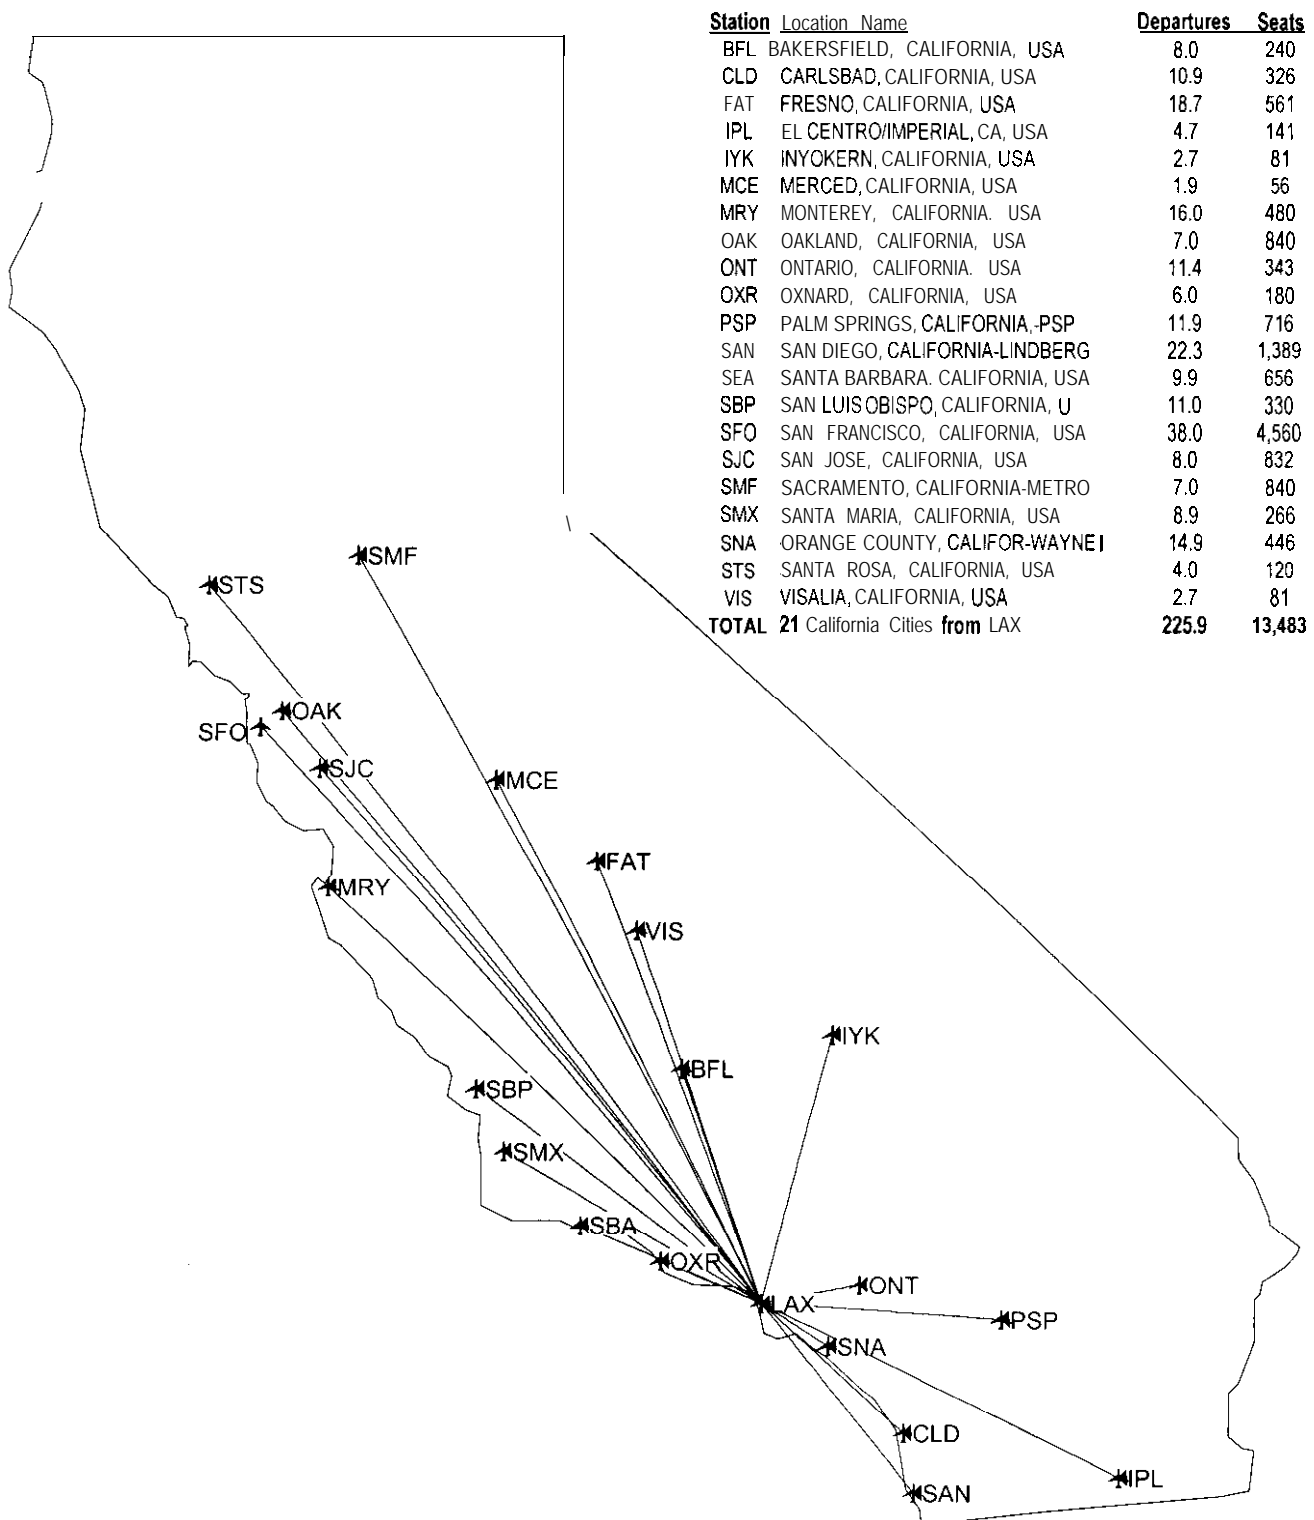 Station Location Name Departures Seats
BFL BAKERSFIELD, CALIFORNIA, USA 8.0 240
CLD CARLSBAD, CALIFORNIA, USA 10.9 326
FAT FRESNO, CALIFORNIA, USA 18.7 561
IPL EL CENTRO/IMPERIAL, CA, USA 4.7 141
IYK INYOKERN, CALIFORNIA, USA 2.7 81
MCE MERCED, CALIFORNIA, USA 1.9 56
MRY MONTEREY, CALIFORNIA. USA 16.0 480
OAK OAKLAND, CALIFORNIA, USA 7.0 840
ONT ONTARIO, CALIFORNIA. USA 11.4 343
OXR OXNARD, CALIFORNIA, USA 6.0 180
PSP PALM SPRINGS, CALIFORNIA,-PSP 11.9 716
SAN SAN DIEGO, CALIFORNIA-LINDBERG 22.3 1,389
SEA SANTA BARBARA. CALIFORNIA, USA 9.9 656
SBP SAN LUIS OBISPO, CALIFORNIA, U 11.0 330
SFO SAN FRANCISCO, CALIFORNIA, USA 38.0 4,560
SJC SAN JOSE, CALIFORNIA, USA 8.0 832
SMF SACRAMENTO, CALIFORNIA-METRO 7.0 840
SMX SANTA MARIA, CALIFORNIA, USA 8.9 266
SNA ORANGE COUNTY, CALIFOR-WAYNE I 14.9 446
STS SANTA ROSA, CALIFORNIA, USA 4.0 120
VIS VISALIA, CALIFORNIA, USA 2.7 81
TOTAL 21 California Cities from LAX 225.9 13,483
SMF
STS
OAK
SFO
SJC
MCE
FAT
MRY
VIS
IYK
BFL
SBP
SMX
SBA
OXR
ONT
LAX
PSP
SNA
CLD
IPL
SAN